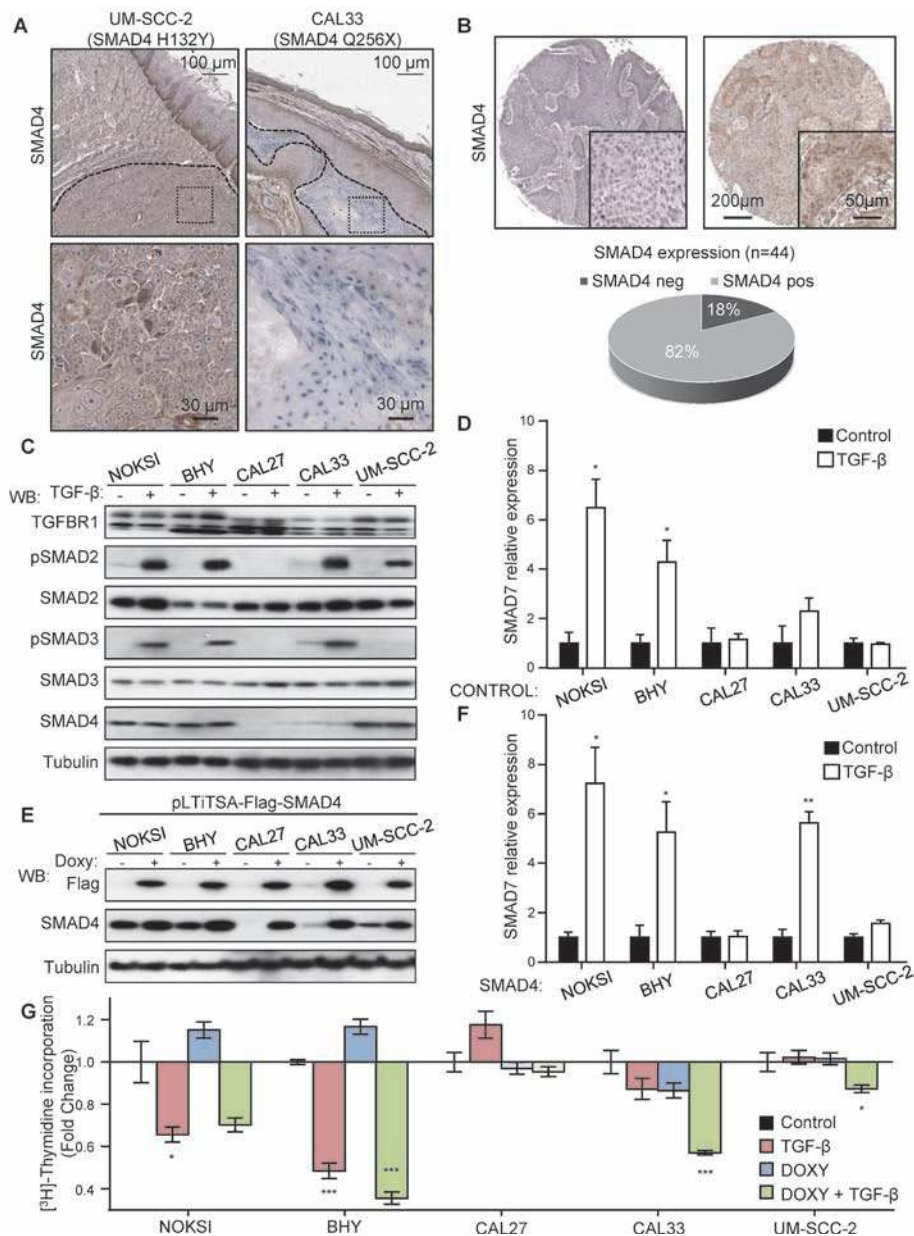 A
UM-SCC-2
(SMAD4 H132Y)
CAL33
(SMAD4 Q256X)
100 µm
100 µm
SMAD4
SMAD4
30 µm
30 µm
B
SMAD4
200µm
50µm
SMAD4 expression (n=44)
SMAD4 neg
SMAD4 pos
18%
82%
C
NOKSI
BHY
CAL27
CAL33
UM-SCC-2
WB:
TGF-β: - + - + - + - + - +
TGFBR1
pSMAD2
SMAD2
pSMAD3
SMAD3
SMAD4
Tubulin
D
SMAD7 relative expression
10
8
6
4
2
0
Control
TGF-β
*
*
CONTROL:
NOKSI
BHY
CAL27
CAL33
UM-SCC-2
E
pLTiTSA-Flag-SMAD4
NOKSI
BHY
CAL27
CAL33
UM-SCC-2
WB:
Doxy: - + - + - + - + - +
Flag
SMAD4
Tubulin
F
SMAD7 relative expression
10
8
6
4
2
0
Control
TGF-β
*
*
**
SMAD4:
NOKSI
BHY
CAL27
CAL33
UM-SCC-2
G
[³H]-Thymidine incorporation
(Fold Change)
1.2
1.0
0.8
0.6
0.4
*
***
***
***
*
Control
TGF-β
DOXY
DOXY + TGF-β
NOKSI
BHY
CAL27
CAL33
UM-SCC-2